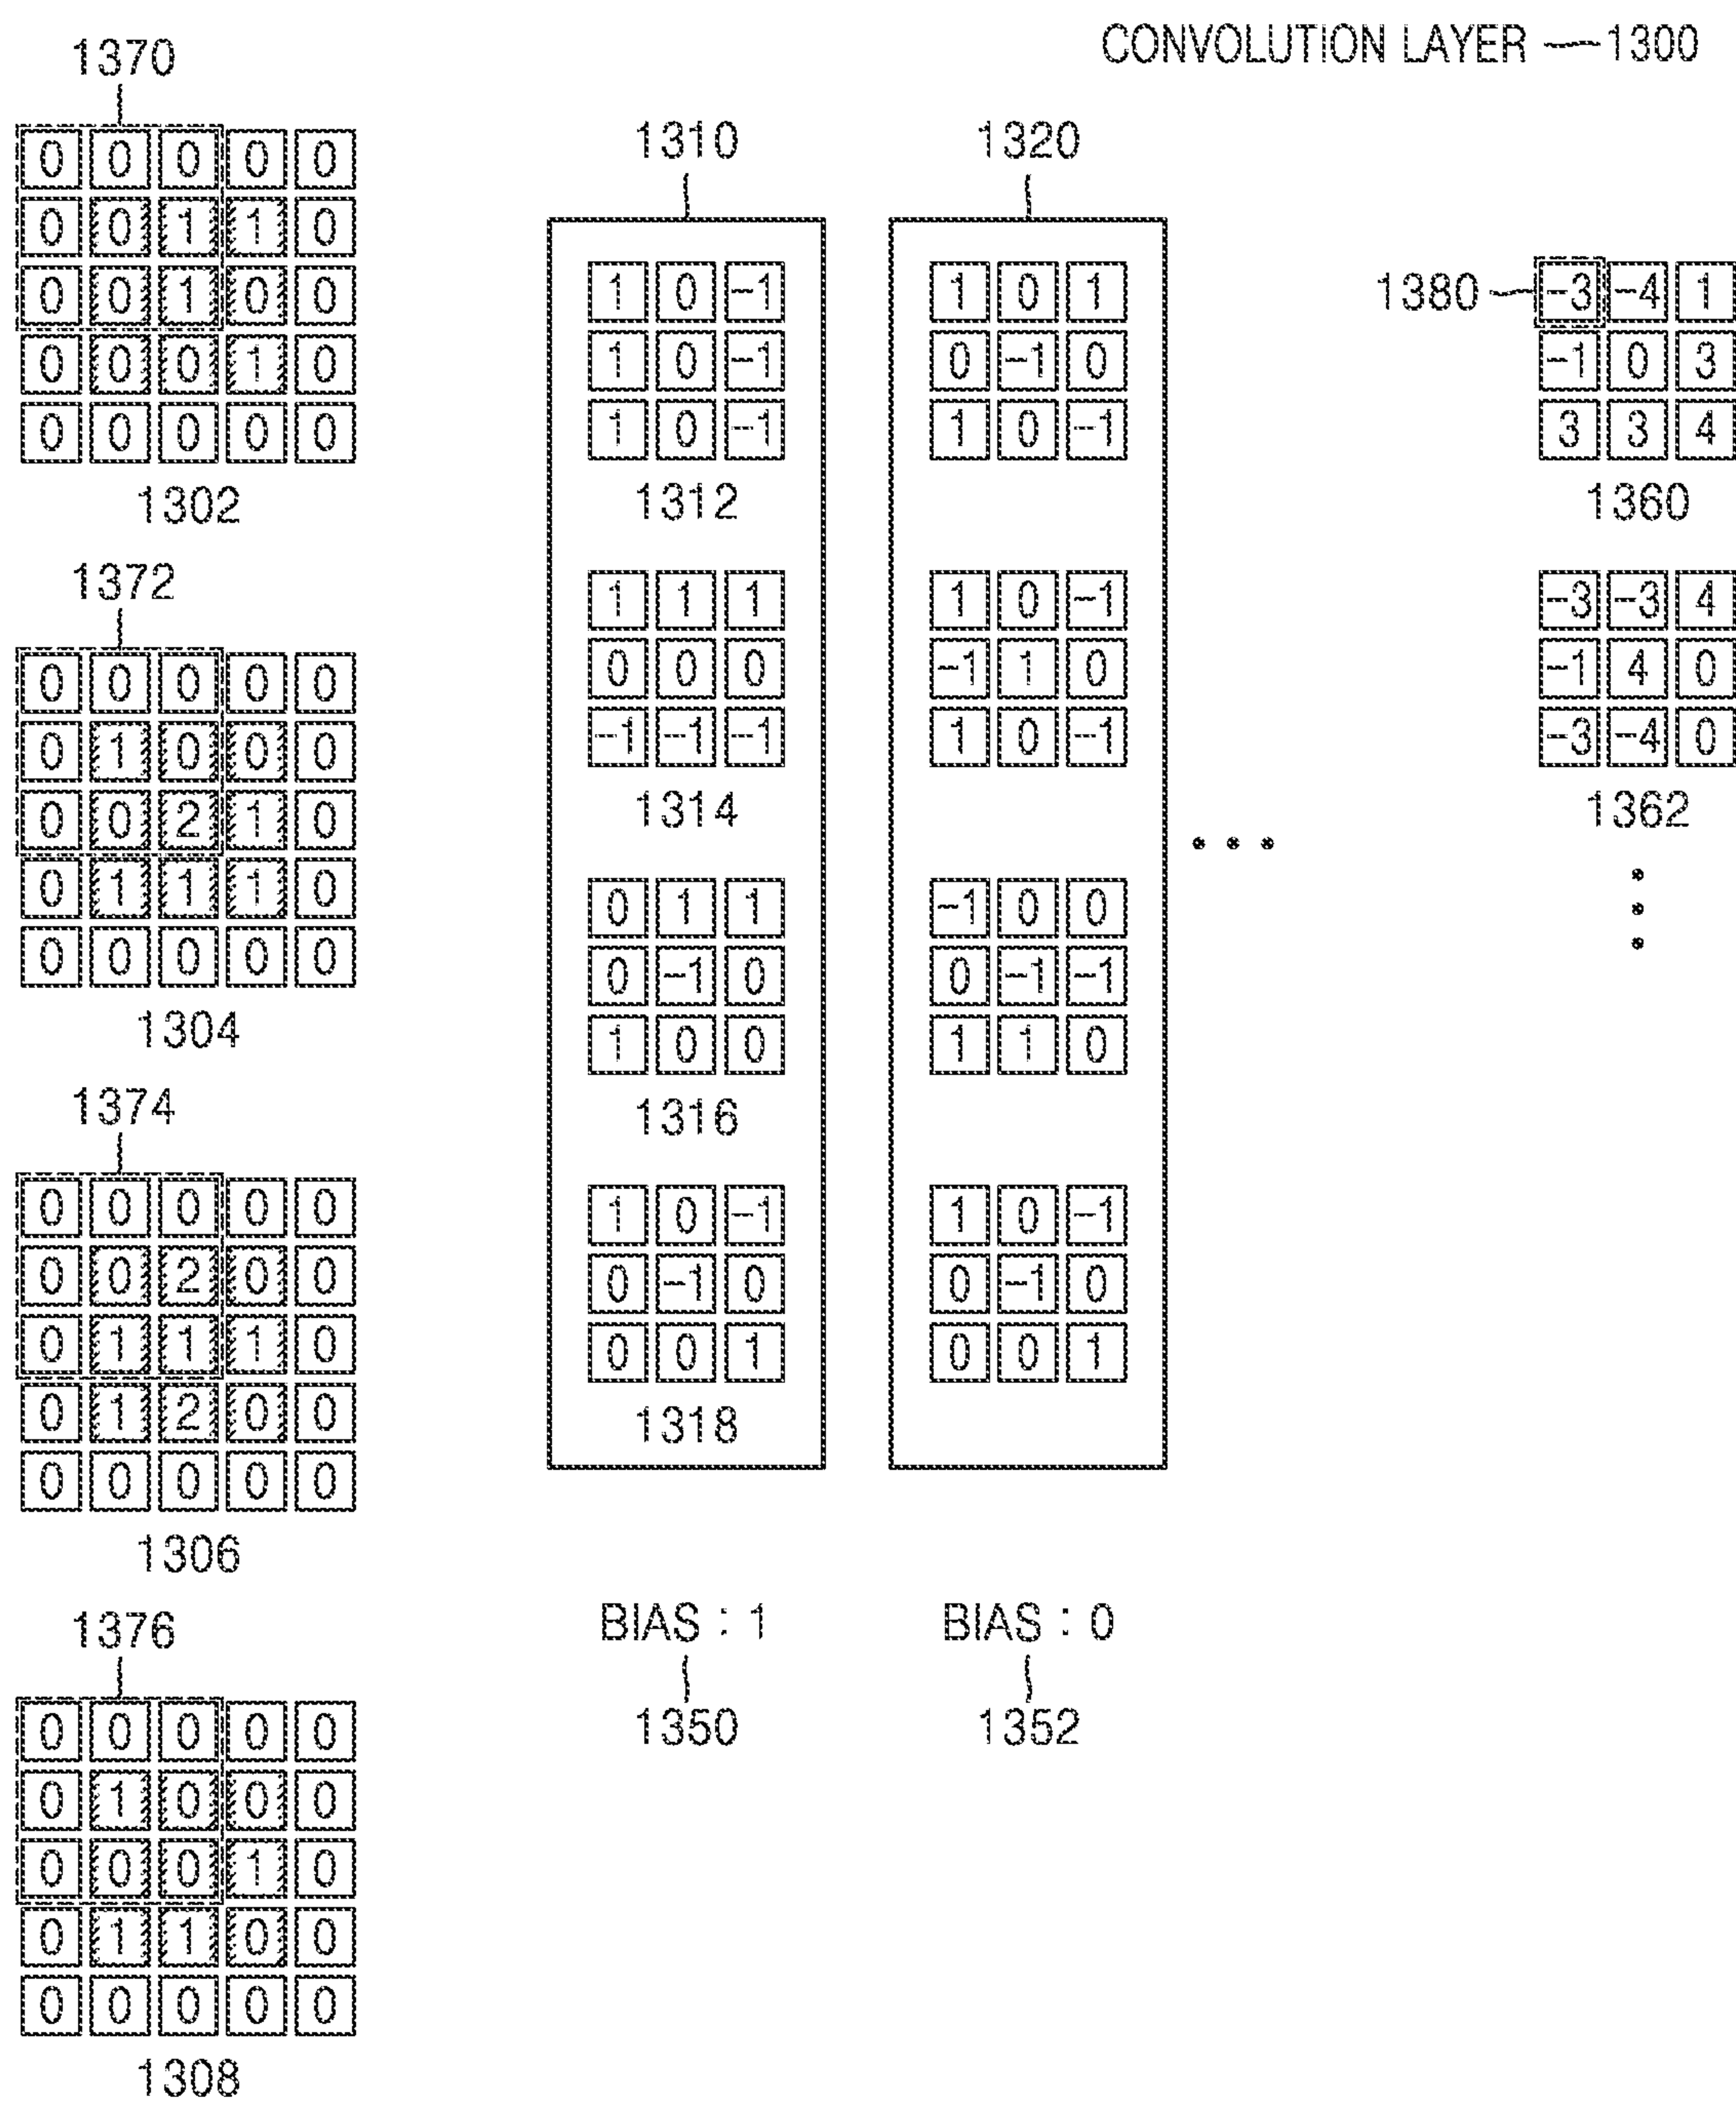 CONVOLUTION LAYER 1300
1370
0 0 0 0 0
0 0 1 1 0
0 0 1 0 0
0 0 0 1 0
0 0 0 0 0
1302
1372
0 0 0 0 0
0 1 0 0 0
0 0 2 1 0
0 1 1 1 0
0 0 0 0 0
1304
1374
0 0 0 0 0
0 0 2 0 0
0 1 1 1 0
0 1 2 0 0
0 0 0 0 0
1306
1376
0 0 0 0 0
0 1 0 0 0
0 0 0 1 0
0 1 1 0 0
0 0 0 0 0
1308
1310
1 0 -1
1 0 -1
1 0 -1
1312
1 1 1
0 0 0
-1 -1 -1
1314
0 1 1
0 -1 0
1 0 0
1316
1 0 -1
0 -1 0
0 0 1
1318
BIAS : 1
1350
1320
1 0 1
0 -1 0
1 0 -1
1 0 -1
-1 1 0
1 0 -1
-1 0 0
0 -1 -1
1 1 0
1 0 -1
0 -1 0
0 0 1
BIAS : 0
1352
...
1380
-3 -4 1
-1 0 3
3 3 4
1360
-3 -3 4
-1 4 0
-3 -4 0
1362